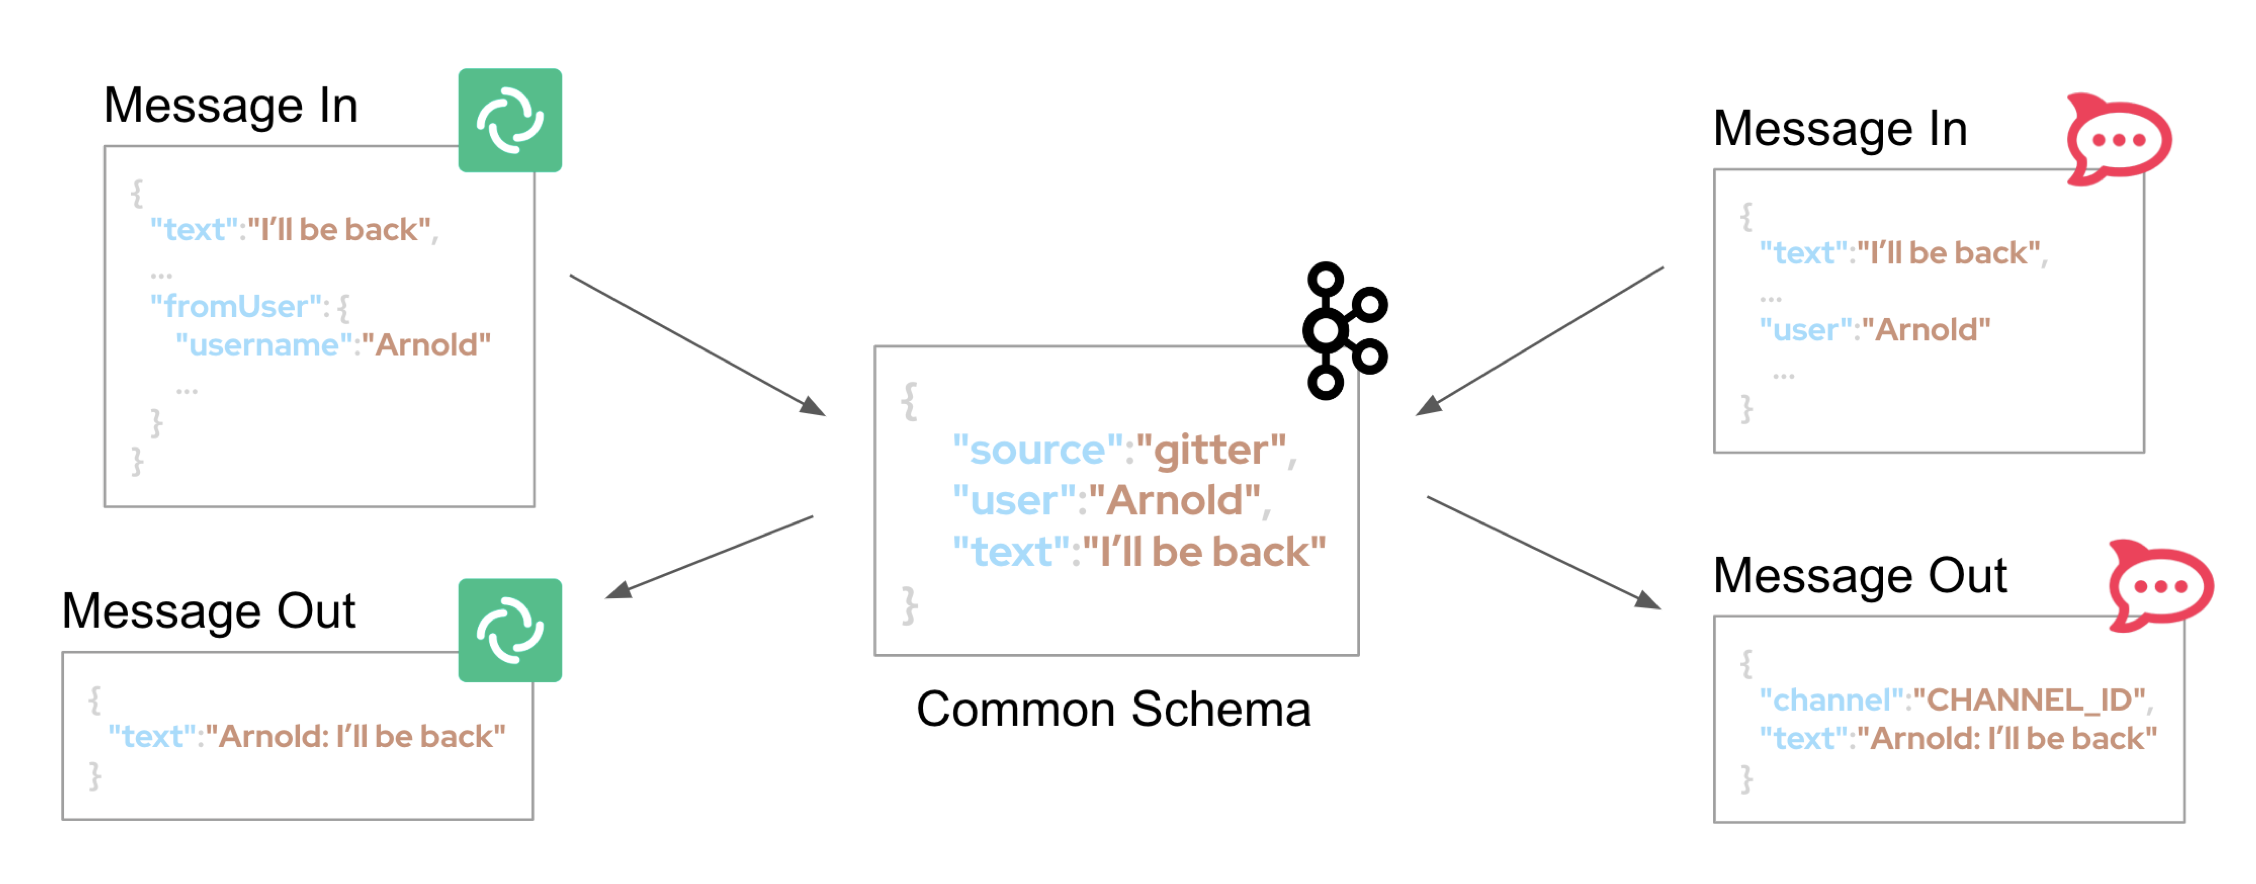 Message In
{
"text":"I’ll be back",
...
"fromUser": {
"username":"Arnold"
...
}
}
Message Out
{
"text":"Arnold: I’ll be back"
}
{
"source":"gitter",
"user":"Arnold",
"text":"I’ll be back"
}
Common Schema
Message In
{
"text":"I’ll be back",
...
"user":"Arnold"
...
}
Message Out
{
"channel":"CHANNEL_ID",
"text":"Arnold: I’ll be back"
}